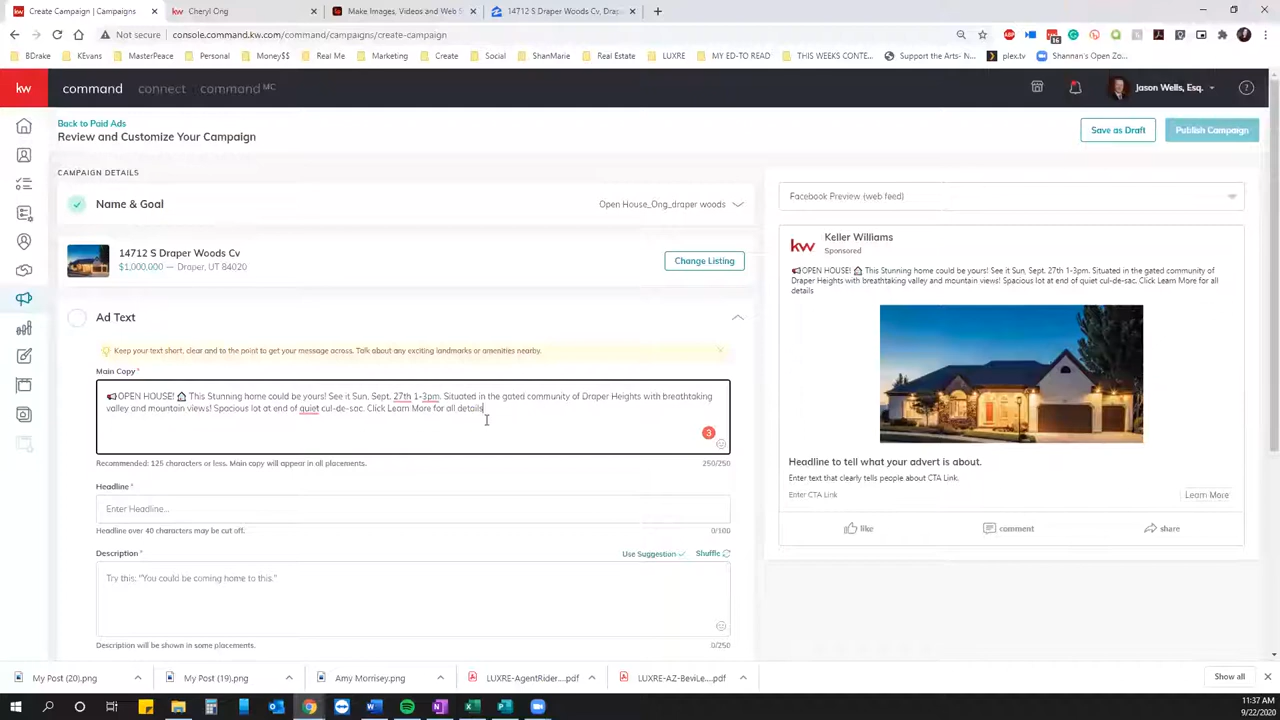 Create Campaign | Paid Ads
Cheryl Ong
Make Images, Videos and Web S
14712 S Draper Woods Cv, Drap
Not secure
console.command.kw.com/command/campaigns/create-campaign
BDrake
KEvans
MasterPeace
Personal
Money$$
Real Me
Marketing
Create
Social
ShanMarie
Real Estate
LUXRE
MY ED-TO READ
THIS WEEKS CONTE...
Support the Arts- N...
plex.tv
Shannan's Open Zo...
kw
command
connect
command MC
Jason Wells, Esq.
Back to Paid Ads
Review and Customize Your Campaign
Save as Draft
Publish Campaign
CAMPAIGN DETAILS
Name & Goal
Open House_Ong_draper woods
14712 S Draper Woods Cv
$1,000,000 — Draper, UT 84020
Change Listing
Ad Text
Keep your text short, clear and to the point to get your message across. Talk about any exciting landmarks or amenities nearby.
Main Copy *
OPEN HOUSE! This Stunning home could be yours! See it Sun, Sept. 27th 1-3pm. Situated in the gated community of Draper Heights with breathtaking
valley and mountain views! Spacious lot at end of quiet cul-de-sac. Click Learn More for all details
3
Recommended: 125 characters or less. Main copy will appear in all placements.
250/250
Headline *
Enter Headline...
Headline over 40 characters may be cut off.
0/100
Description *
Use Suggestion
Shuffle
Try this: "You could be coming home to this."
Description will be shown in some placements.
0/250
Facebook Preview (web feed)
kw
Keller Williams
Sponsored
OPEN HOUSE! This Stunning home could be yours! See it Sun, Sept. 27th 1-3pm. Situated in the gated community of
Draper Heights with breathtaking valley and mountain views! Spacious lot at end of quiet cul-de-sac. Click Learn More for all
details
Headline to tell what your advert is about.
Enter text that clearly tells people about CTA Link.
Enter CTA Link
Learn More
like
comment
share
My Post (20).png
My Post (19).png
Amy Morrisey.png
LUXRE-AgentRider....pdf
LUXRE-AZ-BeviLe....pdf
Show all
11:37 AM
9/22/2020